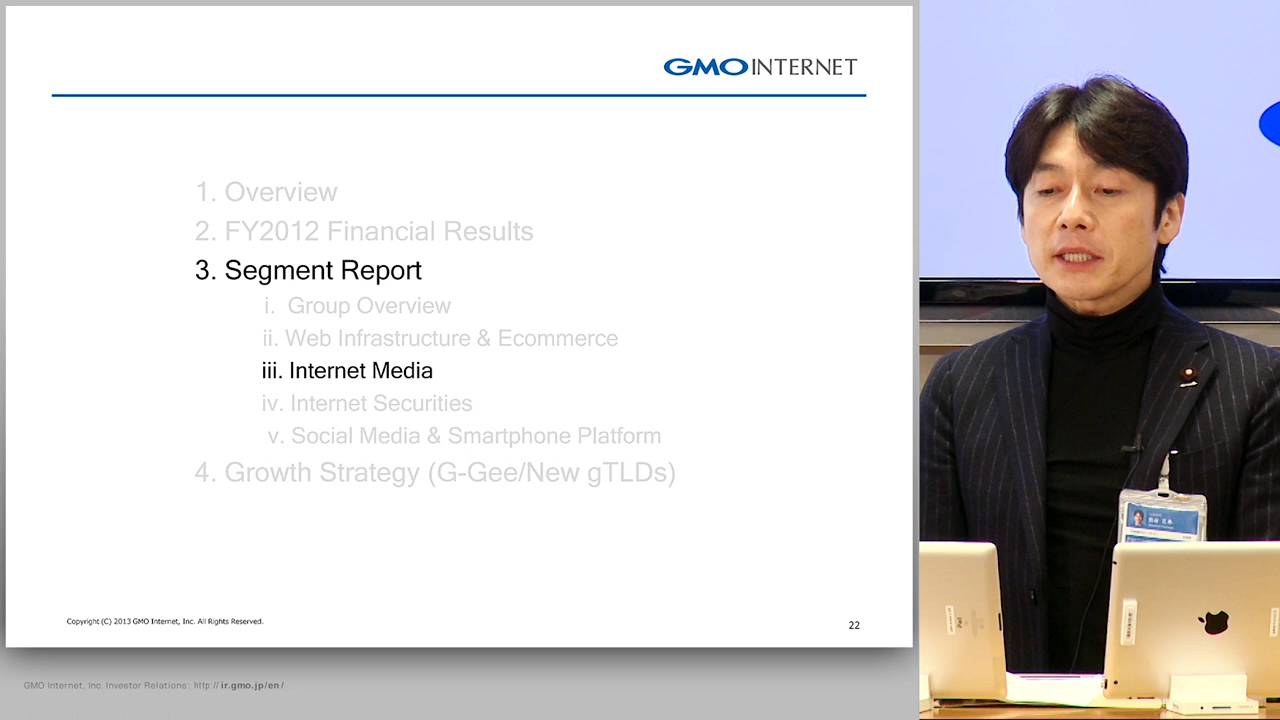 GMO INTERNET
1. Overview
2. FY2012 Financial Results
3. Segment Report
i. Group Overview
ii. Web Infrastructure & Ecommerce
iii. Internet Media
iv. Internet Securities
v. Social Media & Smartphone Platform
4. Growth Strategy (G-Gee/New gTLDs)
Copyright (C) 2013 GMO Internet, Inc. All Rights Reserved.
22
GMO Internet, Inc. Investor Relations: http://ir.gmo.jp/en/
iPad